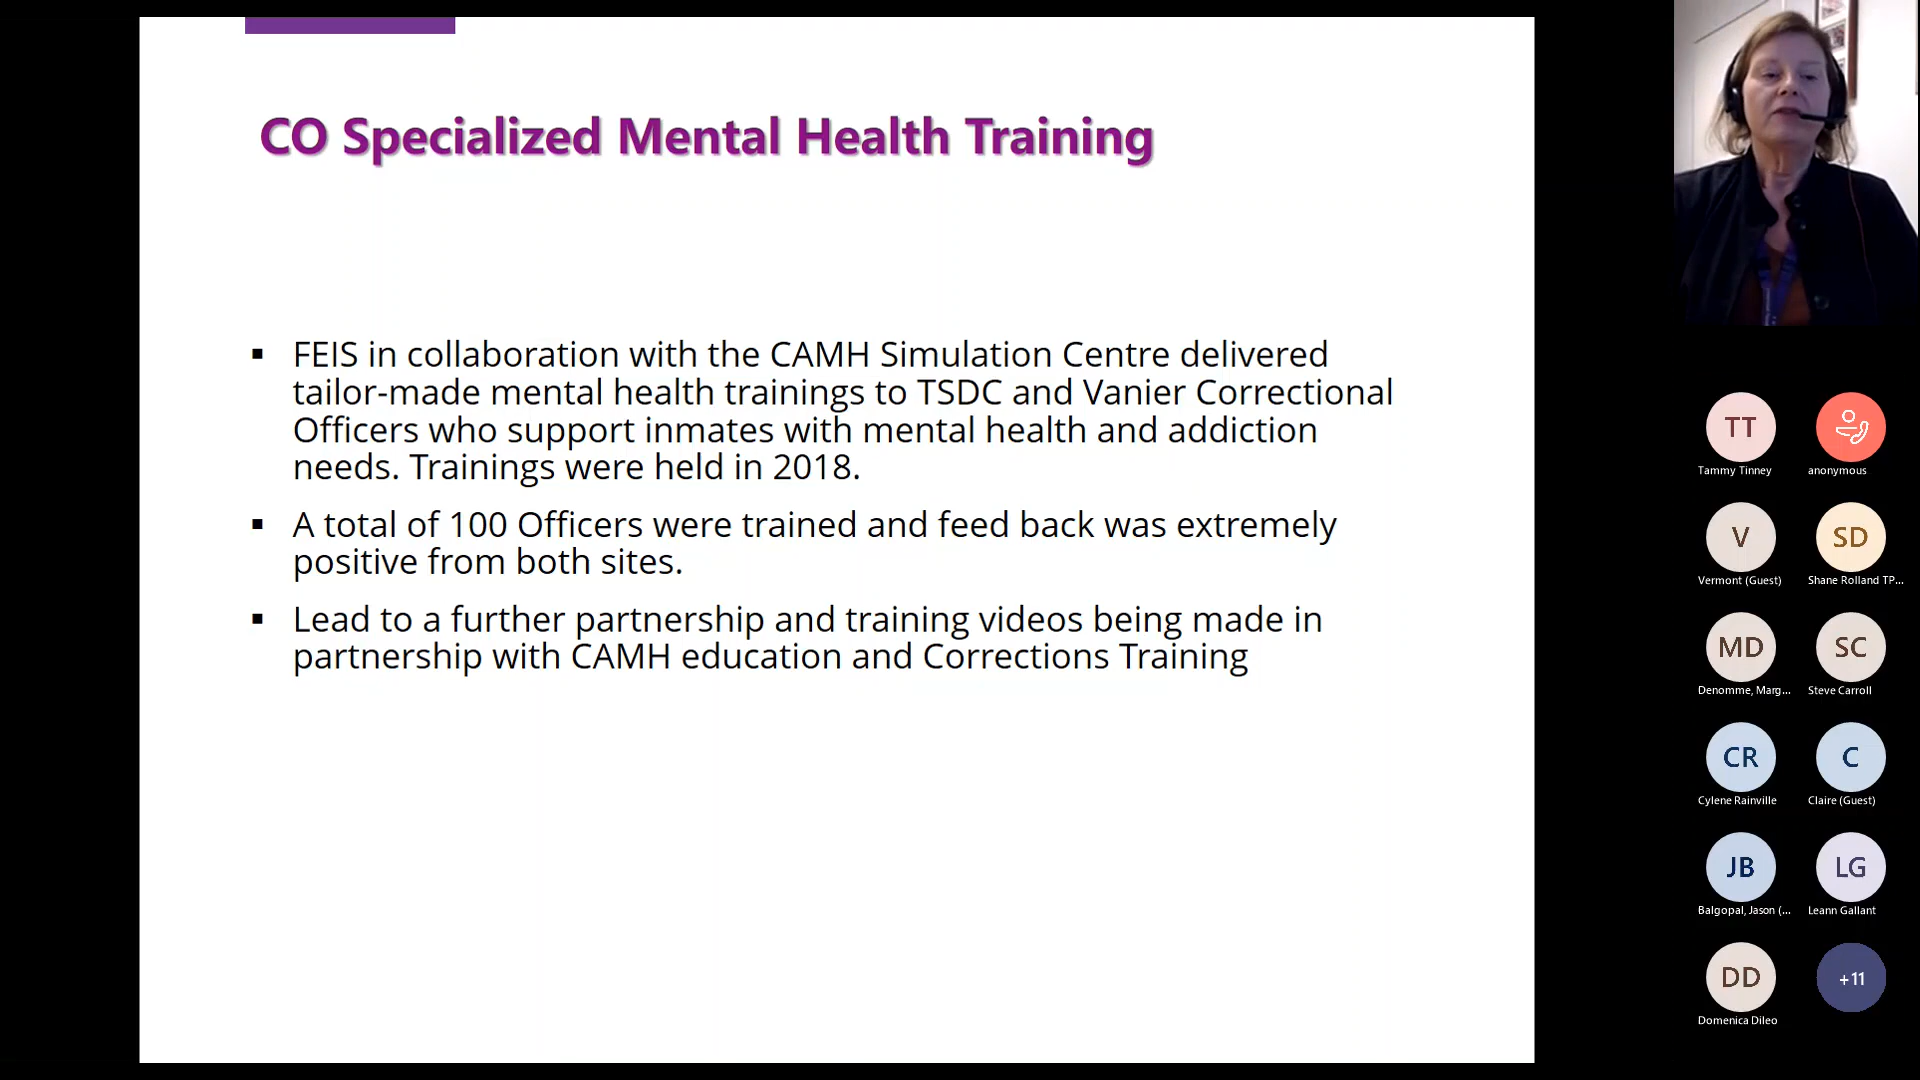 CO Specialized Mental Health Training
▪ FEIS in collaboration with the CAMH Simulation Centre delivered
tailor-made mental health trainings to TSDC and Vanier Correctional
Officers who support inmates with mental health and addiction
needs. Trainings were held in 2018.
▪ A total of 100 Officers were trained and feed back was extremely
positive from both sites.
▪ Lead to a further partnership and training videos being made in
partnership with CAMH education and Corrections Training
TT
Tammy Tinney
anonymous
V
Vermont (Guest)
SD
Shane Rolland TP...
MD
Denomme, Marg...
SC
Steve Carroll
CR
Cylene Rainville
C
Claire (Guest)
JB
Balgopal, Jason (...
LG
Leann Gallant
DD
Domenica Dileo
+11